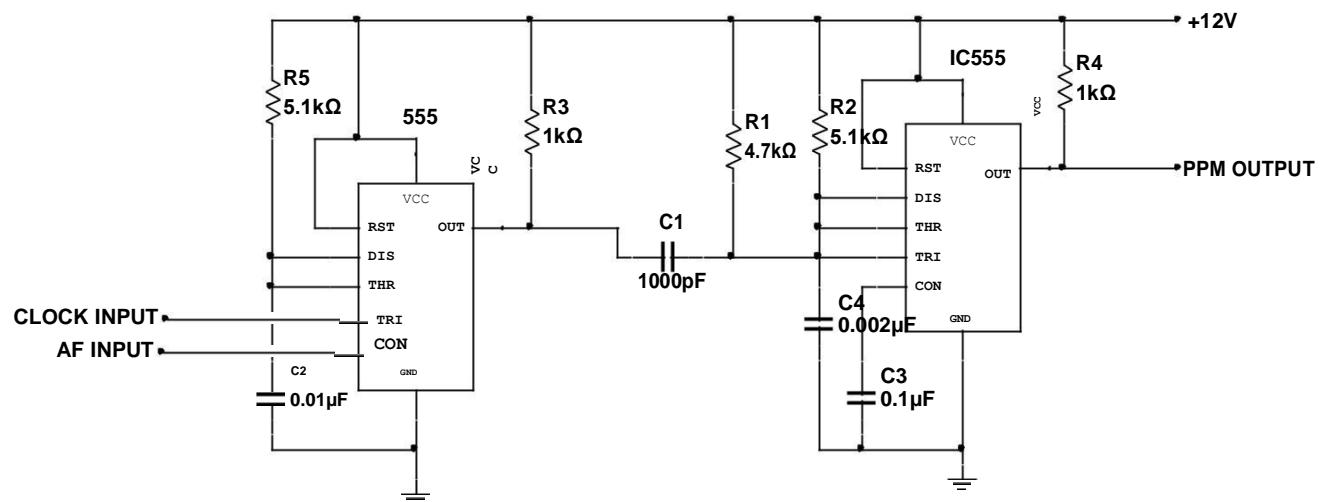 +12V
R5
5.1kΩ
555
VC
C
R3
1kΩ
R1
4.7kΩ
R2
5.1kΩ
IC555
VCC
R4
1kΩ
VCC
RST
OUT
DIS
THR
TRI
CON
GND
VCC
RST
OUT
DIS
THR
TRI
CON
GND
C1
1000pF
PPM OUTPUT
CLOCK INPUT
AF INPUT
C2
0.01µF
C4
0.002µF
C3
0.1µF